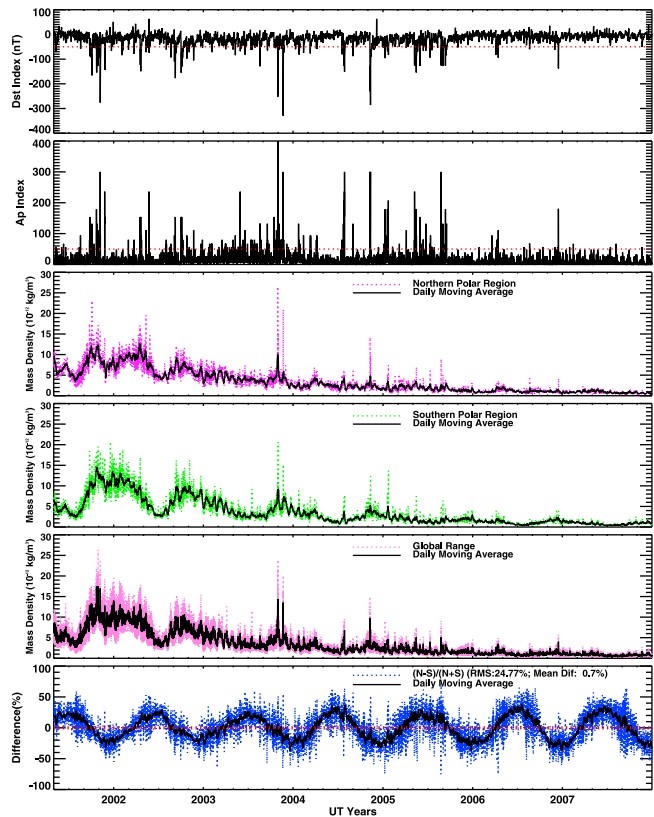 100
0
-100
-200
-300
-400
Dst Index (nT)
400
300
200
100
0
Ap Index
30
25
20
15
10
5
0
Mass Density (10⁻¹² kg/m³)
Northern Polar Region
Daily Moving Average
30
25
20
15
10
5
0
Mass Density (10⁻¹² kg/m³)
Southern Polar Region
Daily Moving Average
30
25
20
15
10
5
0
Mass Density (10⁻¹² kg/m³)
Global Range
Daily Moving Average
100
50
0
-50
-100
Difference(%)
(N-S)/(N+S) (RMS:24.77%; Mean Dif: 0.7%)
Daily Moving Average
2002 2003 2004 2005 2006 2007
UT Years